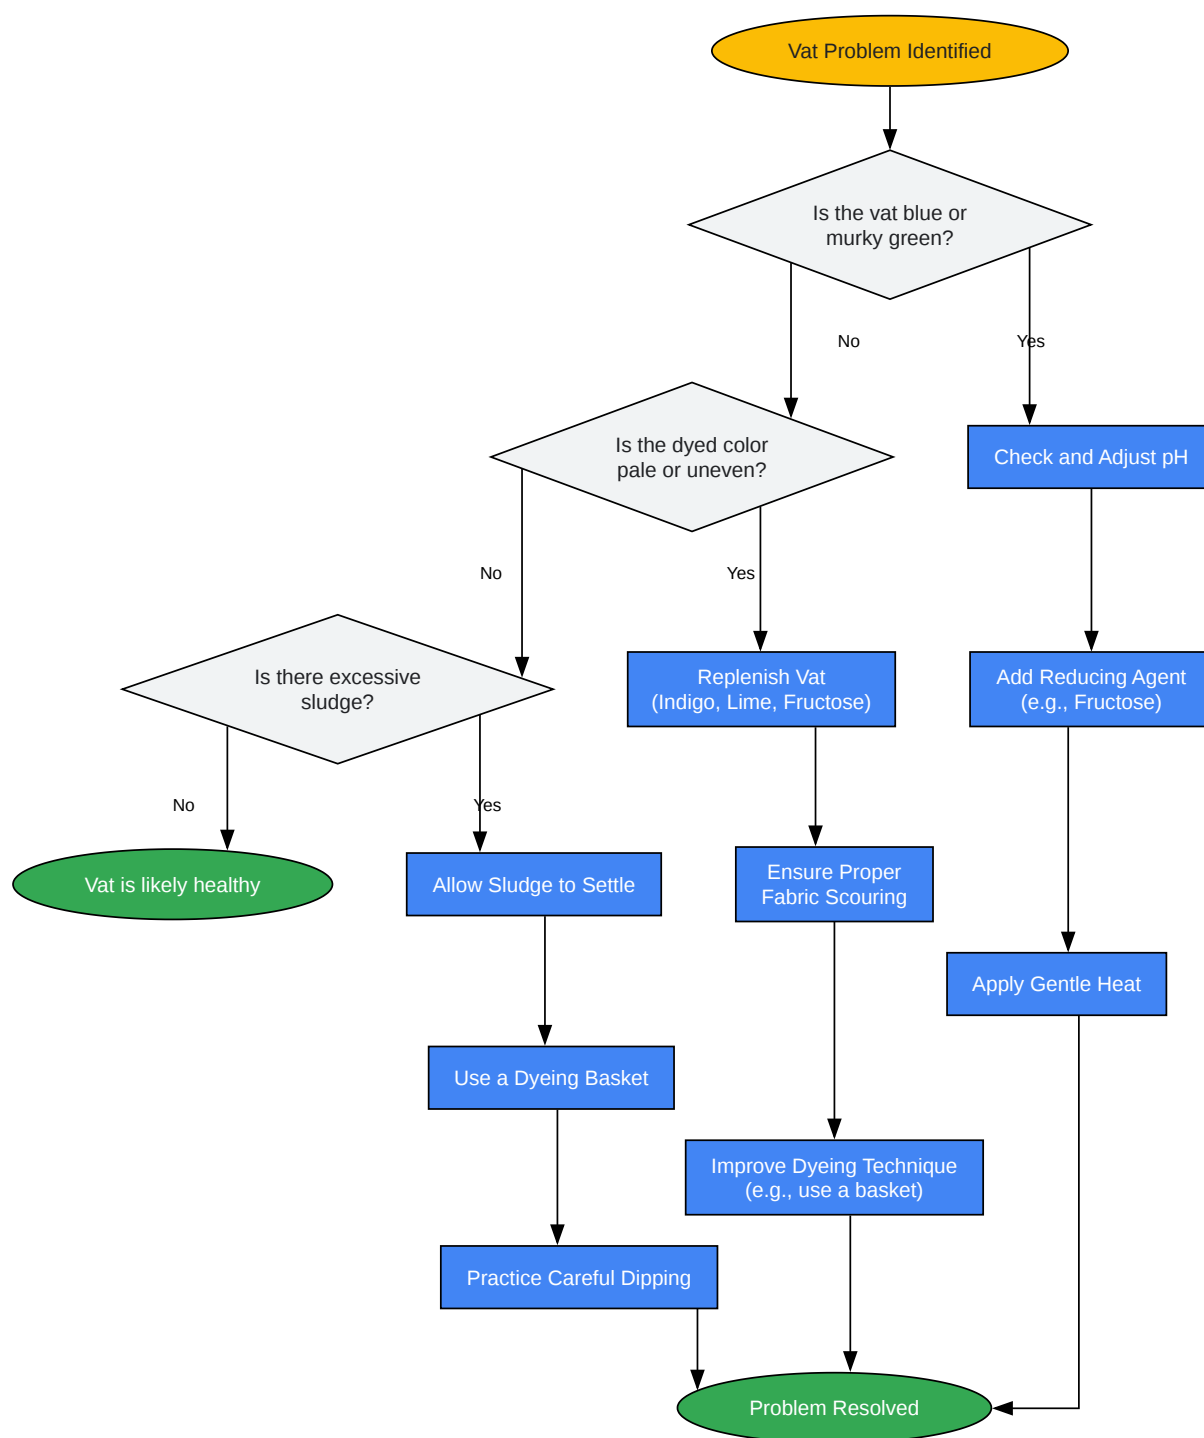 Vat Problem Identified
Is the vat blue or
murky green?
No
Yes
Is the dyed color
pale or uneven?
Check and Adjust pH
No
Yes
Is there excessive
sludge?
Replenish Vat
(Indigo, Lime, Fructose)
Add Reducing Agent
(e.g., Fructose)
No
Yes
Vat is likely healthy
Allow Sludge to Settle
Ensure Proper
Fabric Scouring
Apply Gentle Heat
Use a Dyeing Basket
Improve Dyeing Technique
(e.g., use a basket)
Practice Careful Dipping
Problem Resolved